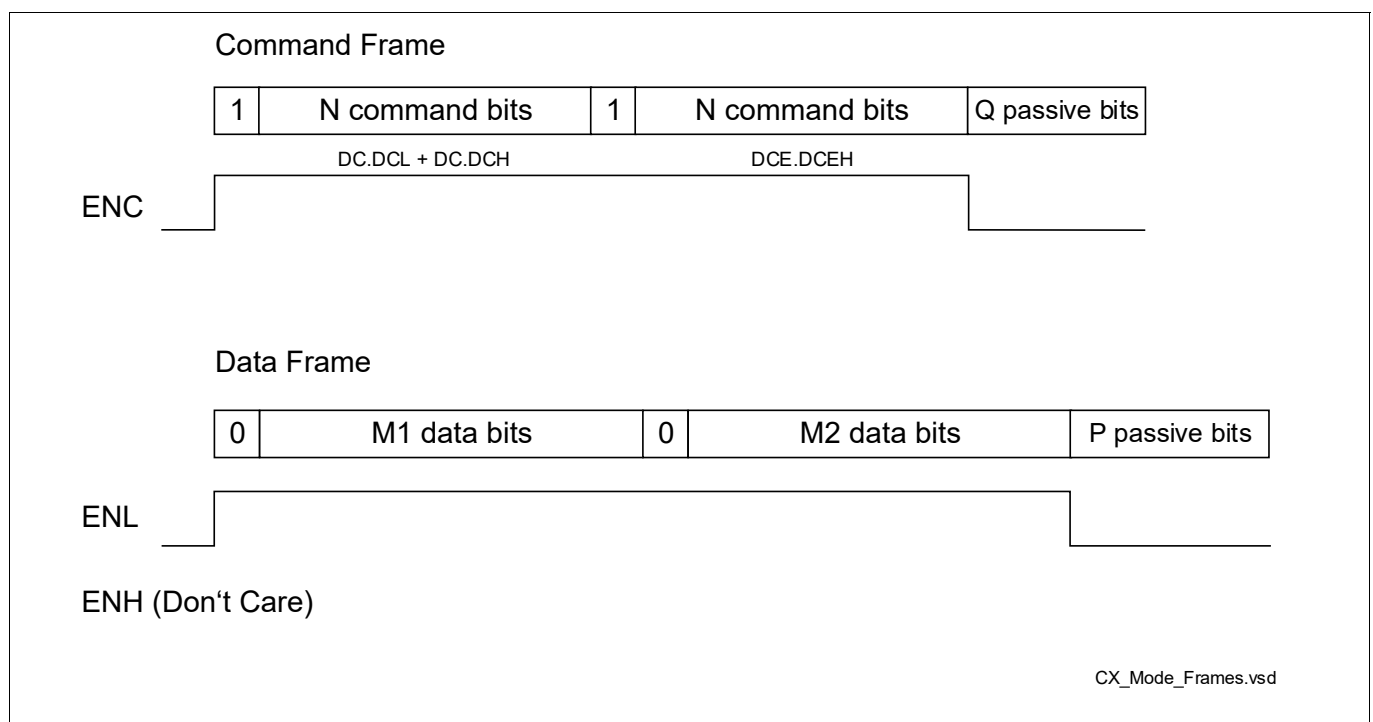 Command Frame
1 N command bits 1 N command bits Q passive bits
DC.DCL + DC.DCH DCE.DCEH
ENC
Data Frame
0 M1 data bits 0 M2 data bits P passive bits
ENL
ENH (Don‘t Care)
CX_Mode_Frames.vsd